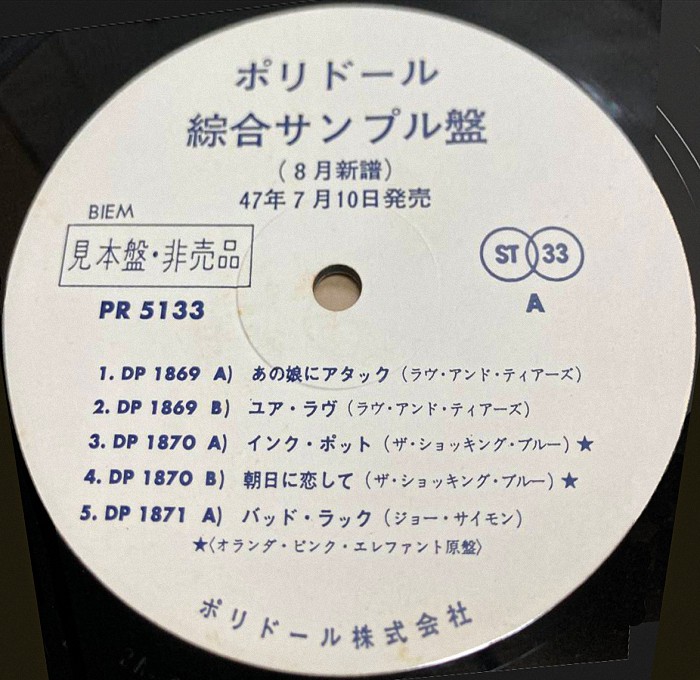 ポリドール
綜合サンプル盤
(8月新譜)
47年7月10日発売
BIEM
見本盤・非売品
ST 33
PR 5133
A
1. DP 1869 A) あの娘にアタック (ラヴ・アンド・ティアーズ)
2. DP 1869 B) ユア・ラヴ (ラヴ・アンド・ティアーズ)
3. DP 1870 A) インク・ポット (ザ・ショッキング・ブルー) ★
4. DP 1870 B) 朝日に恋して (ザ・ショッキング・ブルー) ★
5. DP 1871 A) バッド・ラック (ジョー・サイモン)
★〈オランダ・ピンク・エレファント原盤〉
ポリドール株式会社